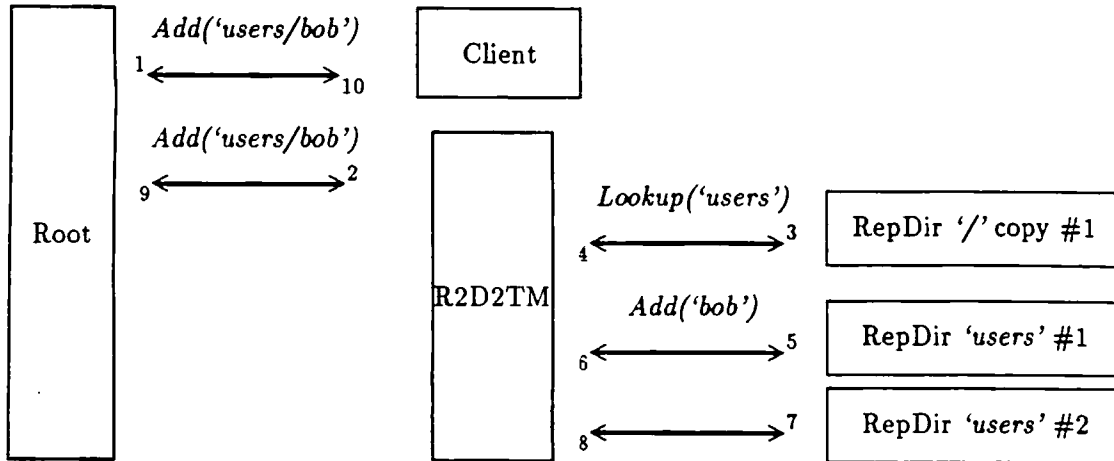 Add(‘users/bob’)
Client
1
10
Add(‘users/bob’)
2
9
Root
Lookup(‘users’)
3
RepDir ‘/’ copy #1
4
R2D2TM
Add(‘bob’)
5
RepDir ‘users’ #1
6
7
RepDir ‘users’ #2
8